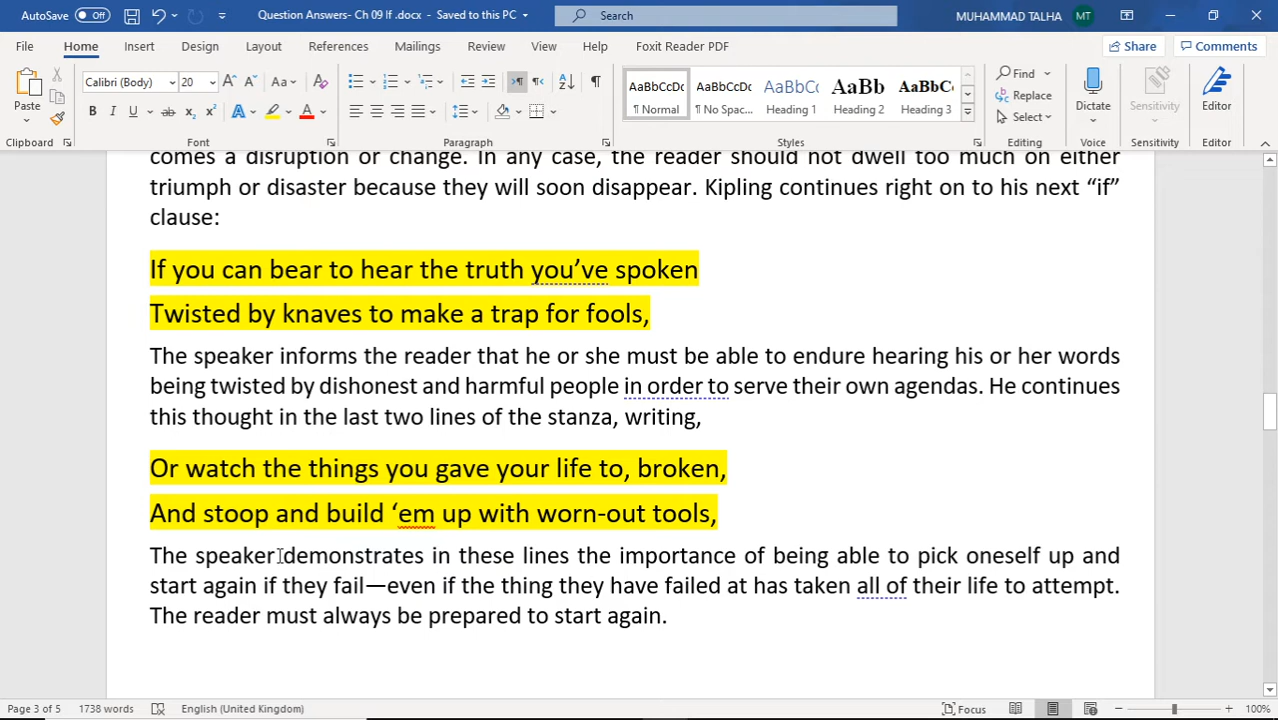 AutoSave Off Question Answers- Ch 09 If .docx - Saved to this PC Search MUHAMMAD TALHA MT
File Home Insert Design Layout References Mailings Review View Help Foxit Reader PDF Share Comments
Paste Calibri (Body) 20 A A Aa A AaBbCcDc AaBbCcDc AaBbCc AaBb AaBbC Find Replace Select Dictate Sensitivity Editor
B I U ab x₂ x² A A ¶ Normal ¶ No Spac... Heading 1 Heading 2 Heading 3
Clipboard Font Paragraph Styles Editing Voice Sensitivity Editor
comes a disruption or change. In any case, the reader should not dwell too much on either
triumph or disaster because they will soon disappear. Kipling continues right on to his next “if”
clause:
If you can bear to hear the truth you’ve spoken
Twisted by knaves to make a trap for fools,
The speaker informs the reader that he or she must be able to endure hearing his or her words
being twisted by dishonest and harmful people in order to serve their own agendas. He continues
this thought in the last two lines of the stanza, writing,
Or watch the things you gave your life to, broken,
And stoop and build ‘em up with worn-out tools,
The speaker demonstrates in these lines the importance of being able to pick oneself up and
start again if they fail—even if the thing they have failed at has taken all of their life to attempt.
The reader must always be prepared to start again.
Page 3 of 5 1738 words English (United Kingdom) Focus 100%